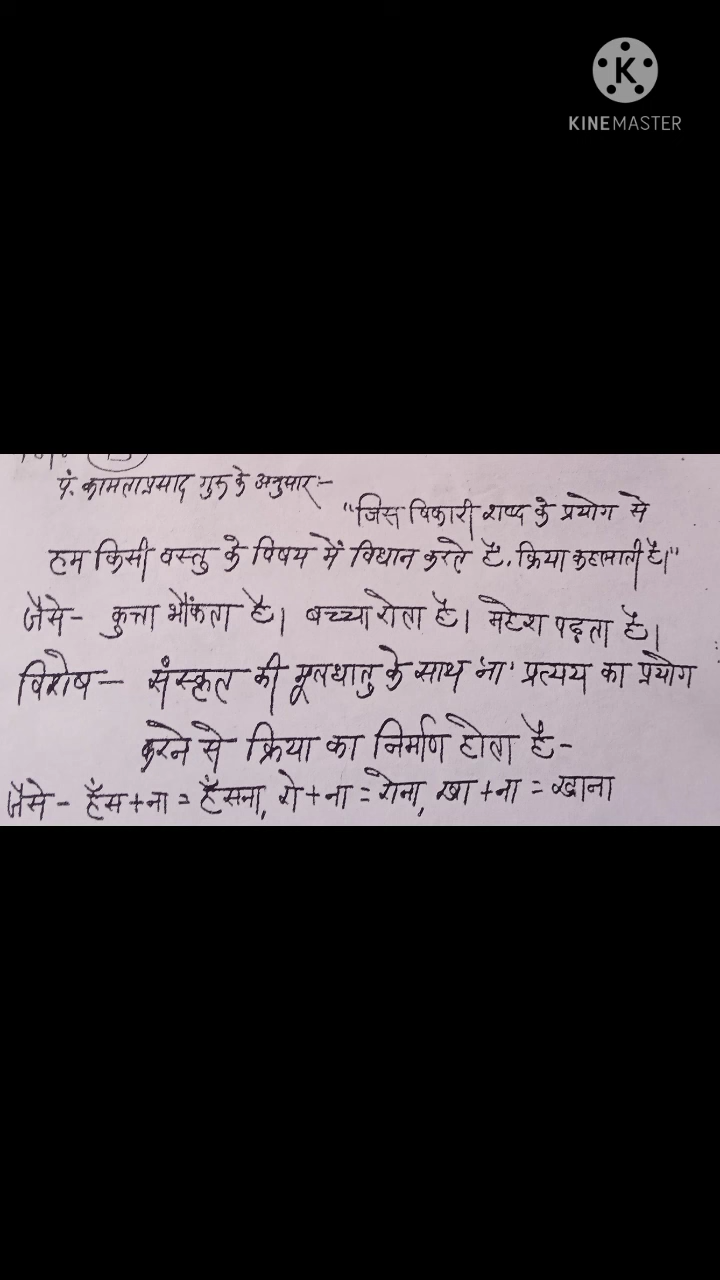 KINEMASTER
पं. कामताप्रसाद गुरु के अनुसार:-
"जिस विकारी शब्द के प्रयोग से
हम किसी वस्तु के विषय में विधान करते हैं, क्रिया कहलाती है।"
जैसे- कुत्ता भौंकता है। बच्चा रोता है। महेश पढ़ता है।
विशेष- संस्कृत की मूलधातु के साथ 'ना' प्रत्यय का प्रयोग
करने से क्रिया का निर्माण होता है-
जैसे- हँस+ना = हँसना, रो+ना = रोना, खा+ना = खाना